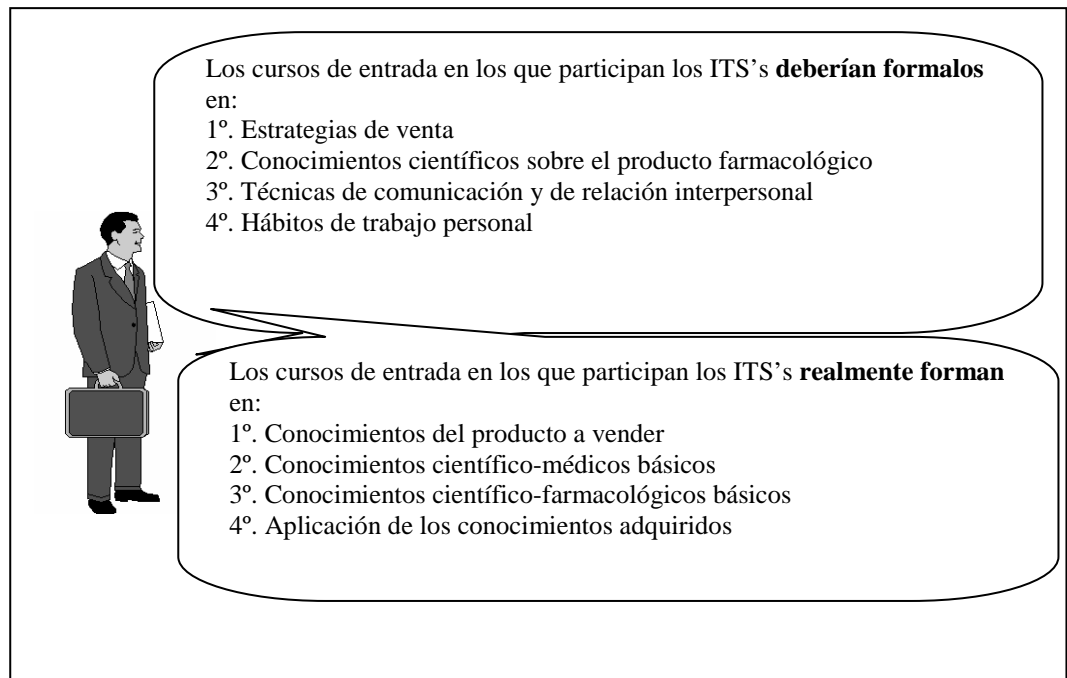 Los cursos de entrada en los que participan los ITS’s deberían formalos
en:
1º. Estrategias de venta
2º. Conocimientos científicos sobre el producto farmacológico
3º. Técnicas de comunicación y de relación interpersonal
4º. Hábitos de trabajo personal
Los cursos de entrada en los que participan los ITS’s realmente forman
en:
1º. Conocimientos del producto a vender
2º. Conocimientos científico-médicos básicos
3º. Conocimientos científico-farmacológicos básicos
4º. Aplicación de los conocimientos adquiridos